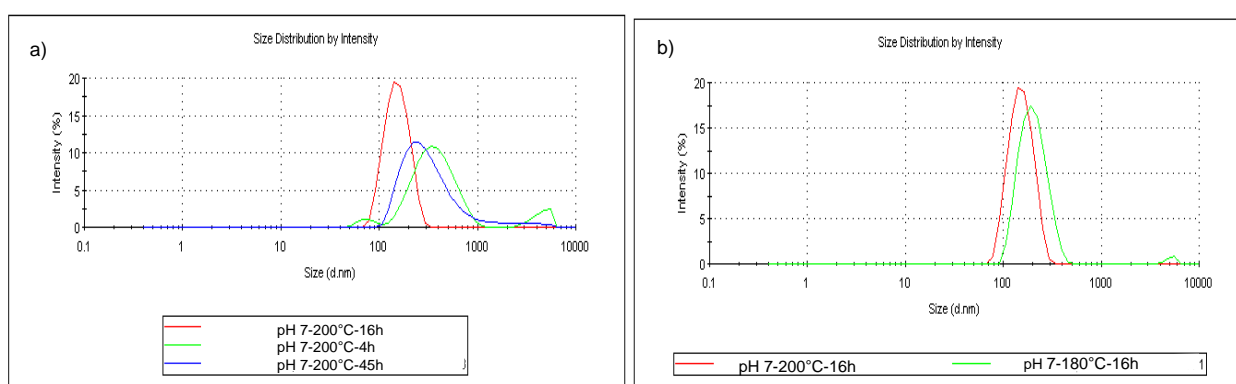 a)
Size Distribution by Intensity
20
15
10
5
0
0.1 1 10 100 1000 10000
Intensity (%)
Size (d.nm)
pH 7-200°C-16h
pH 7-200°C-4h
pH 7-200°C-45h
b)
Size Distribution by Intensity
20
15
10
5
0
0.1 1 10 100 1000 10000
Intensity (%)
Size (d.nm)
pH 7-200°C-16h pH 7-180°C-16h